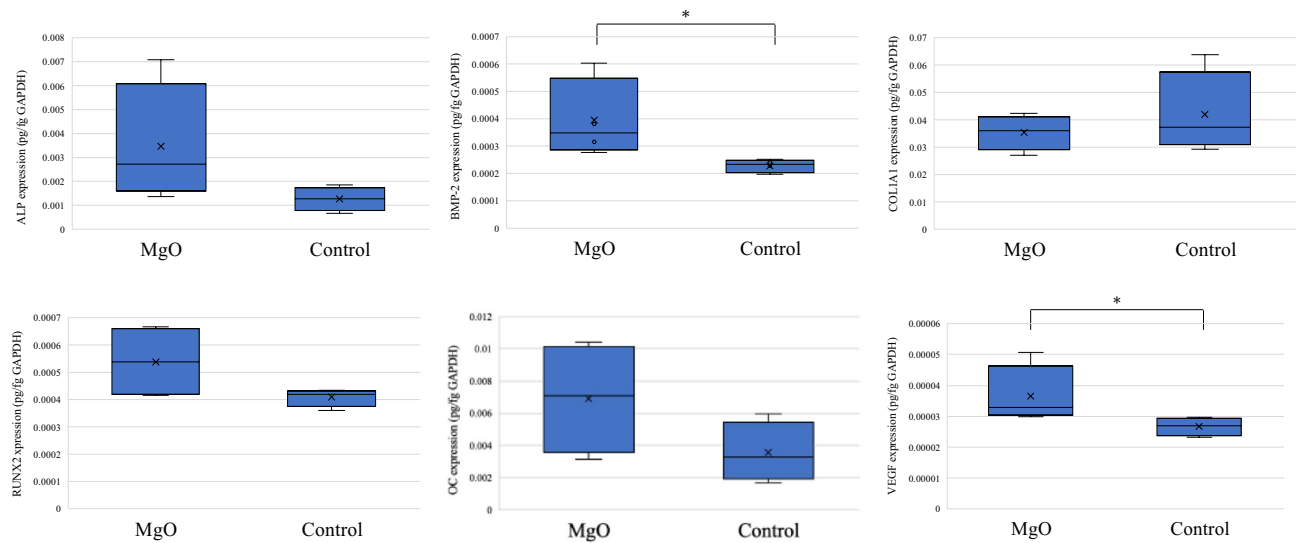 ALP expression (pg/fg GAPDH)
0.008
0.007
0.006
0.005
0.004
0.003
0.002
0.001
0
MgO
Control
*
BMP-2 expression (pg/fg GAPDH)
0.0007
0.0006
0.0005
0.0004
0.0003
0.0002
0.0001
0
MgO
Control
COL1A1 expression (pg/fg GAPDH)
0.07
0.06
0.05
0.04
0.03
0.02
0.01
0
MgO
Control
RUNX2 xpression (pg/fg GAPDH)
0.0007
0.0006
0.0005
0.0004
0.0003
0.0002
0.0001
0
MgO
Control
OC expression (pg/fg GAPDH)
0.012
0.01
0.008
0.006
0.004
0.002
0
MgO
Control
*
VEGF expression (pg/fg GAPDH)
0.00006
0.00005
0.00004
0.00003
0.00002
0.00001
0
MgO
Control